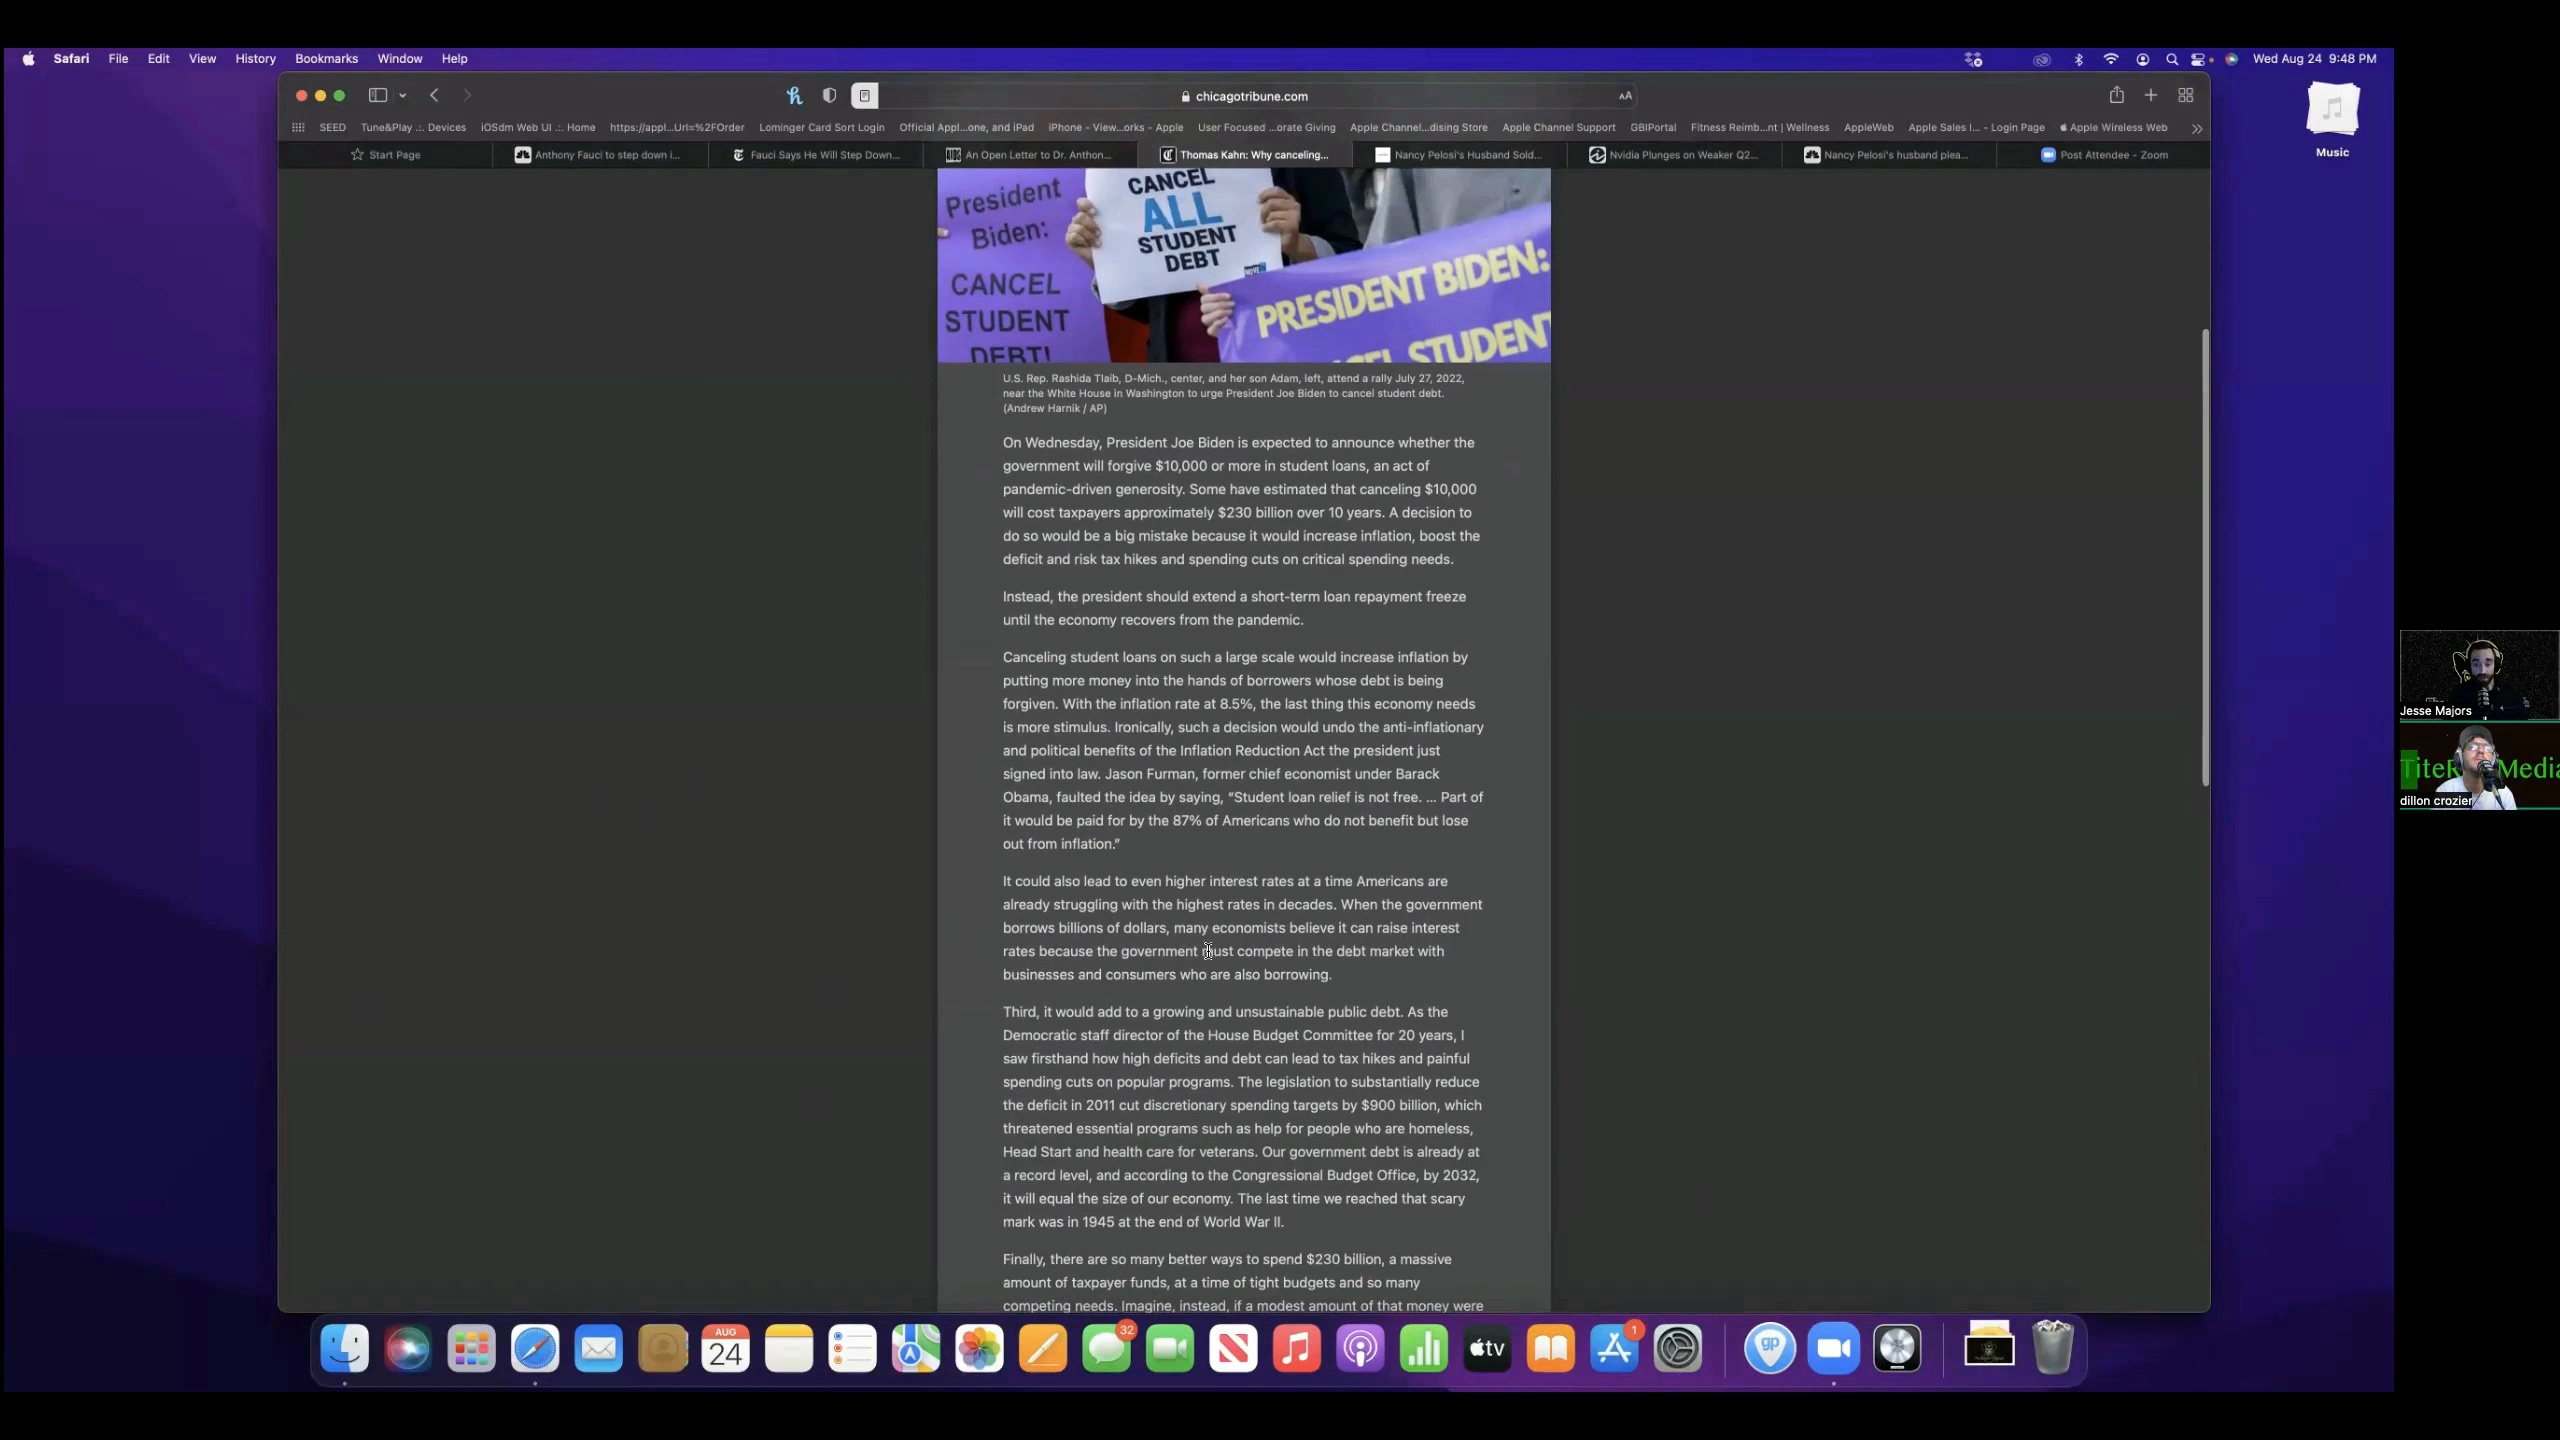 Safari File Edit View History Bookmarks Window Help
Wed Aug 24 9:48 PM
chicagotribune.com
AA
Music
SEED Tune&Play .:. Devices iOSdm Web UI .:. Home https://appl...Url=%2FOrder Lominger Card Sort Login Official Appl...one, and iPad iPhone - View...orks - Apple User Focused ...orate Giving Apple Channel...dising Store Apple Channel Support GBIPortal Fitness Reimb...nt | Wellness AppleWeb Apple Sales I... - Login Page Apple Wireless Web
Start Page Anthony Fauci to step down i... Fauci Says He Will Step Down... An Open Letter to Dr. Anthon... Thomas Kahn: Why canceling... Nancy Pelosi's Husband Sold... Nvidia Plunges on Weaker Q2... Nancy Pelosi's husband plea... Post Attendee - Zoom
President
Biden:
CANCEL
STUDENT
DEBT!
CANCEL
ALL
STUDENT
DEBT
PRESIDENT BIDEN:
STUDENT
U.S. Rep. Rashida Tlaib, D-Mich., center, and her son Adam, left, attend a rally July 27, 2022,
near the White House in Washington to urge President Joe Biden to cancel student debt.
(Andrew Harnik / AP)
On Wednesday, President Joe Biden is expected to announce whether the
government will forgive $10,000 or more in student loans, an act of
pandemic-driven generosity. Some have estimated that canceling $10,000
will cost taxpayers approximately $230 billion over 10 years. A decision to
do so would be a big mistake because it would increase inflation, boost the
deficit and risk tax hikes and spending cuts on critical spending needs.
Instead, the president should extend a short-term loan repayment freeze
until the economy recovers from the pandemic.
Canceling student loans on such a large scale would increase inflation by
putting more money into the hands of borrowers whose debt is being
forgiven. With the inflation rate at 8.5%, the last thing this economy needs
is more stimulus. Ironically, such a decision would undo the anti-inflationary
and political benefits of the Inflation Reduction Act the president just
signed into law. Jason Furman, former chief economist under Barack
Obama, faulted the idea by saying, “Student loan relief is not free. ... Part of
it would be paid for by the 87% of Americans who do not benefit but lose
out from inflation.”
It could also lead to even higher interest rates at a time Americans are
already struggling with the highest rates in decades. When the government
borrows billions of dollars, many economists believe it can raise interest
rates because the government must compete in the debt market with
businesses and consumers who are also borrowing.
Third, it would add to a growing and unsustainable public debt. As the
Democratic staff director of the House Budget Committee for 20 years, I
saw firsthand how high deficits and debt can lead to tax hikes and painful
spending cuts on popular programs. The legislation to substantially reduce
the deficit in 2011 cut discretionary spending targets by $900 billion, which
threatened essential programs such as help for people who are homeless,
Head Start and health care for veterans. Our government debt is already at
a record level, and according to the Congressional Budget Office, by 2032,
it will equal the size of our economy. The last time we reached that scary
mark was in 1945 at the end of World War II.
Finally, there are so many better ways to spend $230 billion, a massive
amount of taxpayer funds, at a time of tight budgets and so many
competing needs. Imagine, instead, if a modest amount of that money were
Jesse Majors
Media
dillon crozier
AUG
24
32
tv
1
gp